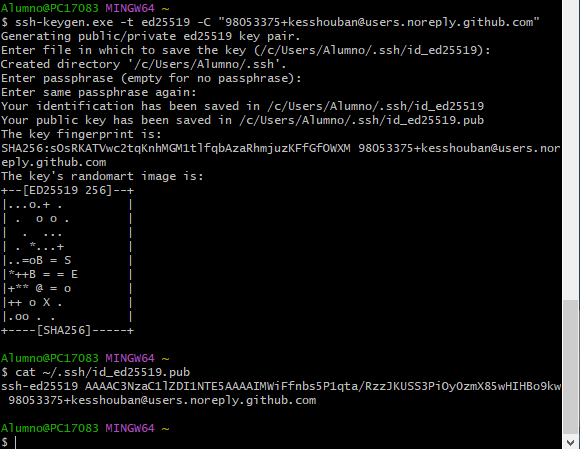 Alumno@PC17083 MINGW64 ~
$ ssh-keygen.exe -t ed25519 -C "98053375+kesshouban@users.noreply.github.com"
Generating public/private ed25519 key pair.
Enter file in which to save the key (/c/Users/Alumno/.ssh/id_ed25519):
Created directory '/c/Users/Alumno/.ssh'.
Enter passphrase (empty for no passphrase):
Enter same passphrase again:
Your identification has been saved in /c/Users/Alumno/.ssh/id_ed25519
Your public key has been saved in /c/Users/Alumno/.ssh/id_ed25519.pub
The key fingerprint is:
SHA256:sOsRKATVwc2tqKnhMGM1tlfqbAzaRhmjuzKFfGfOWXM 98053375+kesshouban@users.nor
eply.github.com
The key's randomart image is:
+--[ED25519 256]--+
|...o.+ .         |
| .  o o .        |
|  .  ...         |
| . *...+         |
|..=oB = S        |
|*++B = = E       |
|+** @ = o        |
|++ o X .         |
|.oo . .          |
+----[SHA256]-----+
Alumno@PC17083 MINGW64 ~
$ cat ~/.ssh/id_ed25519.pub
ssh-ed25519 AAAAC3NzaC1lZDI1NTE5AAAAIMWiFfnbs5P1qta/RzzJKUSS3PiOyOzmX85wHIHBo9kw
98053375+kesshouban@users.noreply.github.com
Alumno@PC17083 MINGW64 ~
$